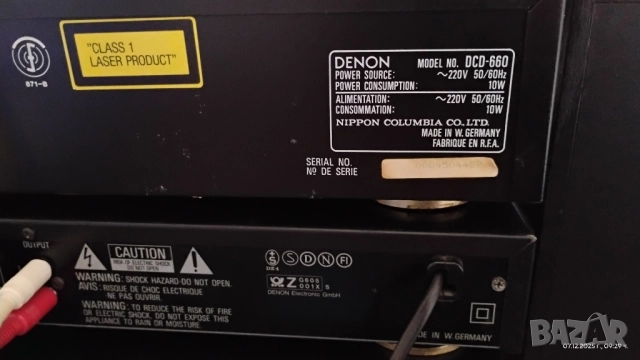 "CLASS 1
LASER PRODUCT"
671-B
DENON MODEL NO. DCD-660
POWER SOURCE: ~220V 50/60Hz
POWER CONSUMPTION: 10W
ALIMENTATION: ~220V 50/60Hz
CONSOMMATION: 10W
NIPPON COLUMBIA CO., LTD.
MADE IN W. GERMANY
FABRIQUE EN R.F.A.
SERIAL NO.
Nº DE SERIE
OUTPUT
CAUTION
RISK OF ELECTRIC SHOCK
DO NOT OPEN
WARNING: SHOCK HAZARD-DO NOT OPEN.
AVIS: RISQUE DE CHOC ELECTRIQUE
-NE PAS OUVRIR.
WARNING: TO REDUCE THE RISK OF FIRE
OR ELECTRIC SHOCK, DO NOT EXPOSE THIS
APPLIANCE TO RAIN OR MOISTURE.
S D N FI
Z G605
001X S
DENON Electronic GmbH
MADE IN W. GERMANY
BAZAR
07.12.2025 г., 09:29